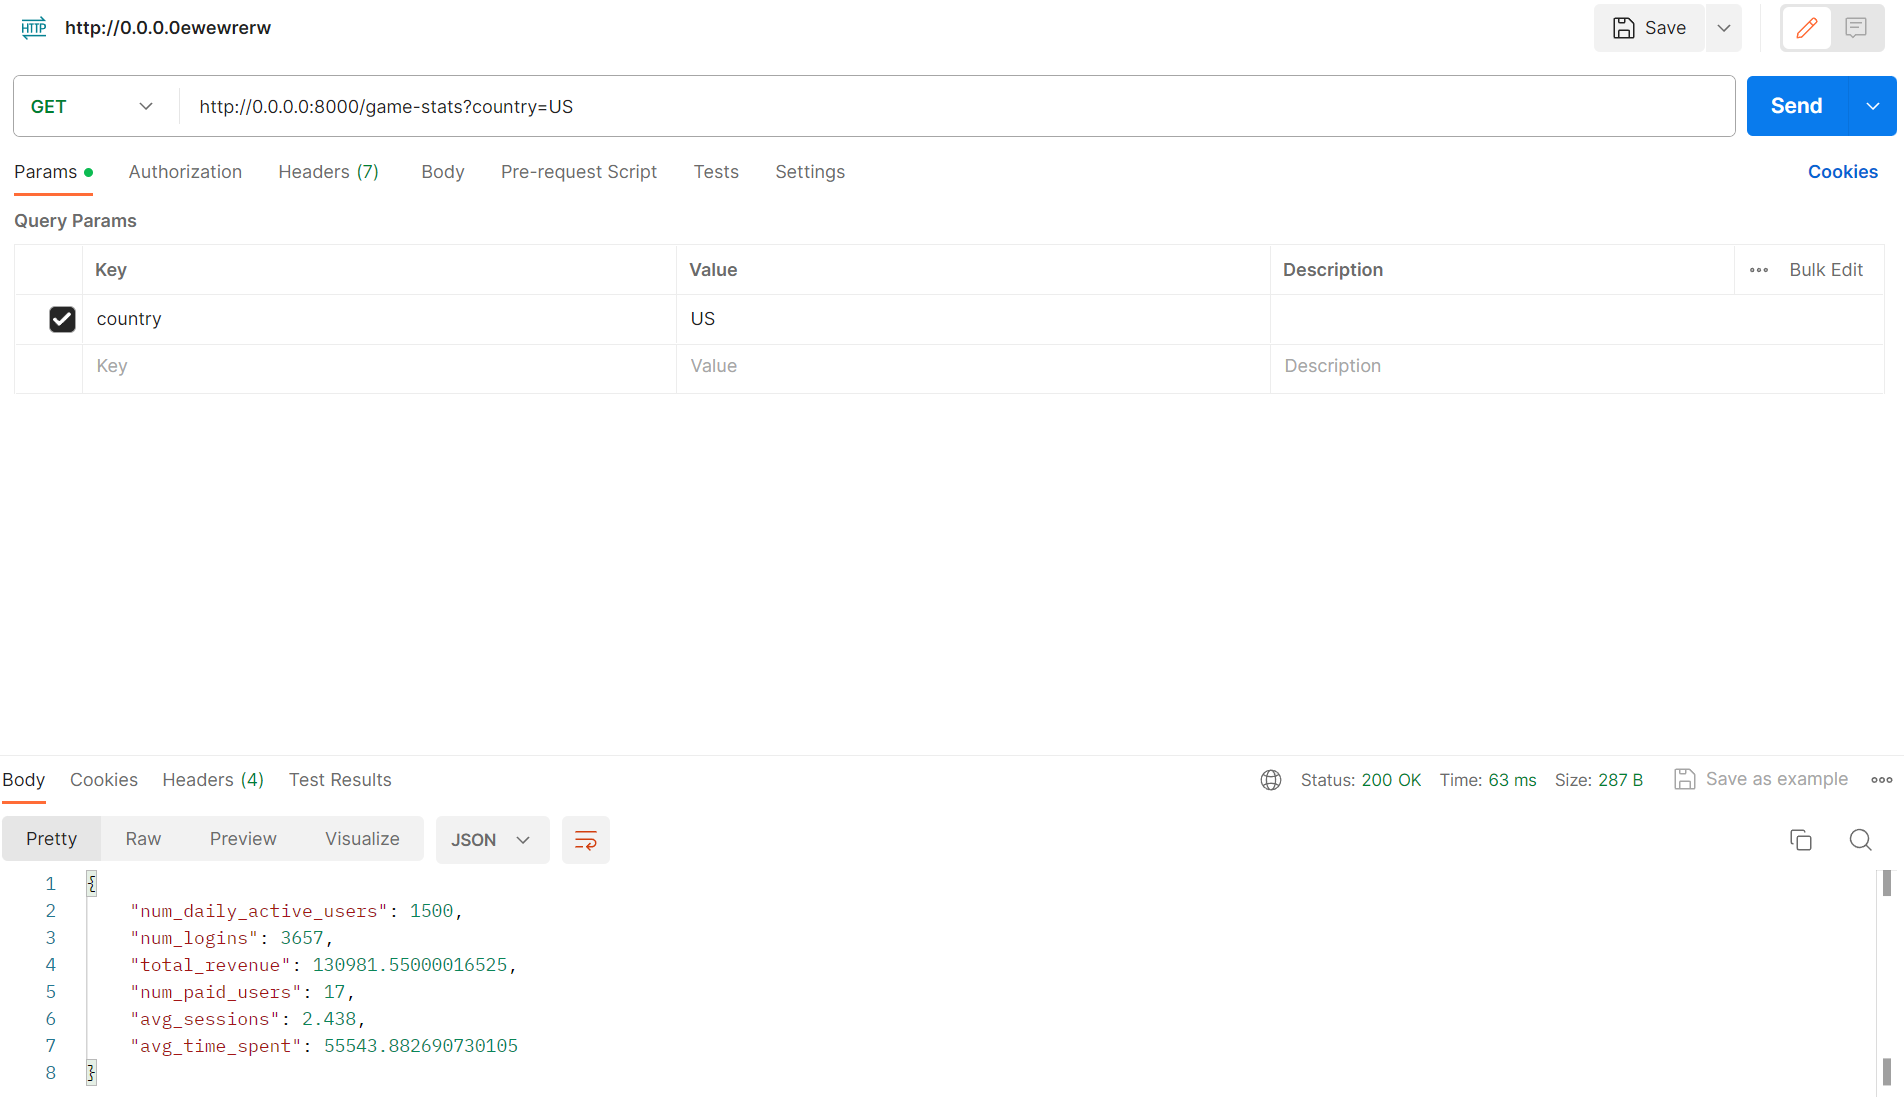 HTTP http://0.0.0.0ewewrerw Save
GET http://0.0.0.0:8000/game-stats?country=US Send
Params Authorization Headers (7) Body Pre-request Script Tests Settings Cookies
Query Params
Key Value Description Bulk Edit
country US
Key Value Description
Body Cookies Headers (4) Test Results Status: 200 OK Time: 63 ms Size: 287 B Save as example
Pretty Raw Preview Visualize JSON
1 {
2 "num_daily_active_users": 1500,
3 "num_logins": 3657,
4 "total_revenue": 130981.55000016525,
5 "num_paid_users": 17,
6 "avg_sessions": 2.438,
7 "avg_time_spent": 55543.882690730105
8 }